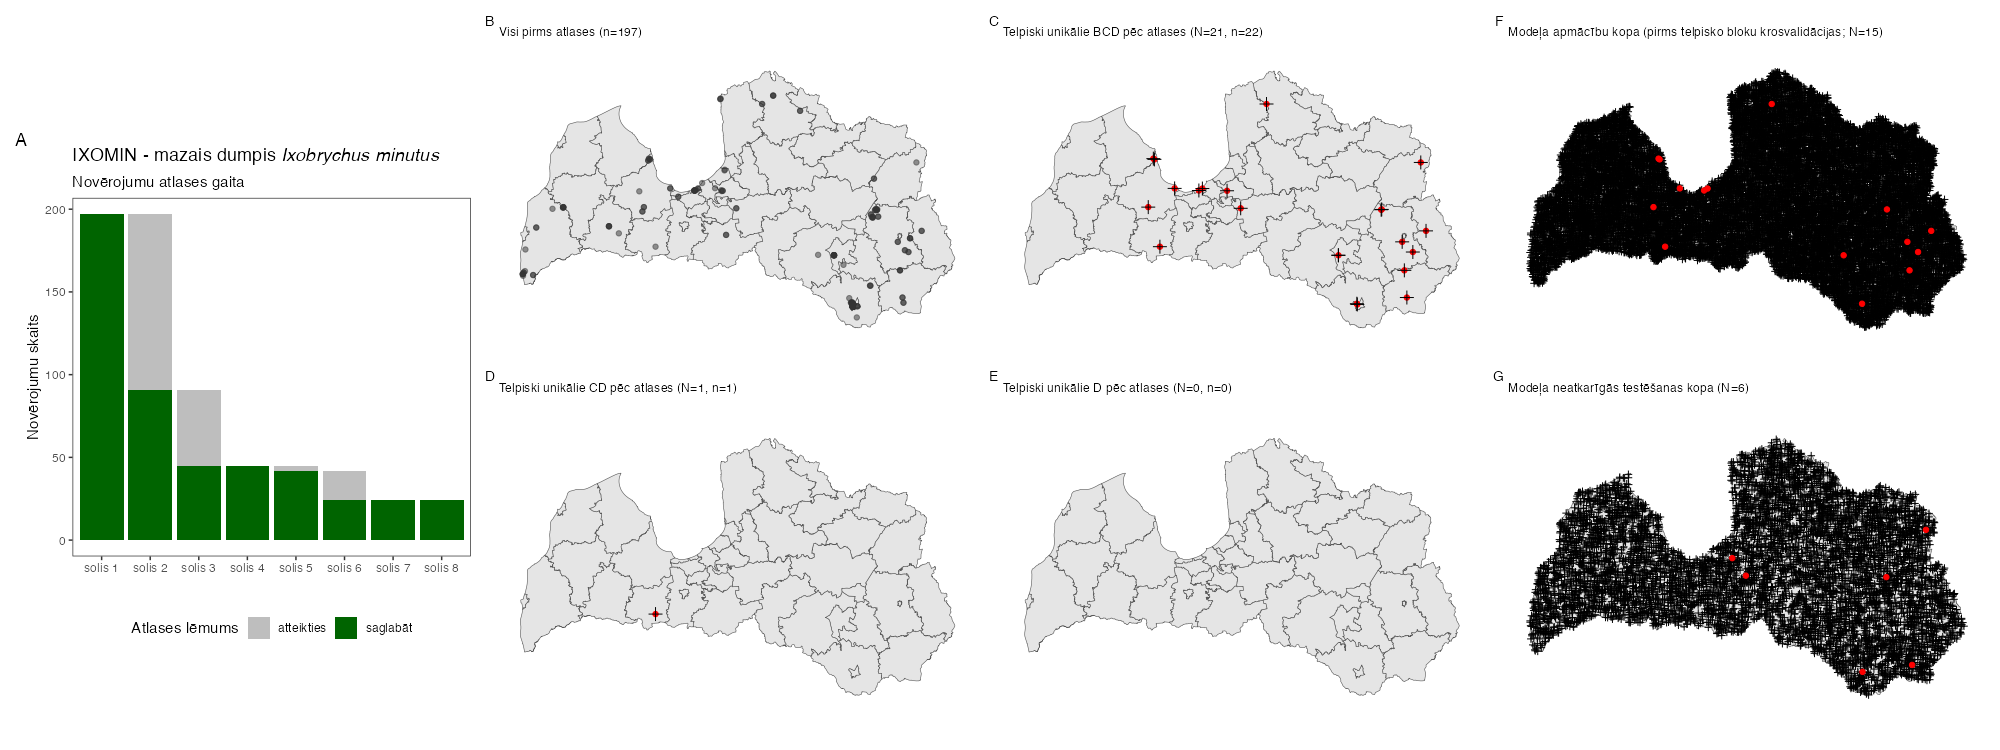 A
IXOMIN - mazais dumpis Ixobrychus minutus
Novērojumu atlases gaita
Novērojumu skaits
200
150
100
50
0
solis 1 solis 2 solis 3 solis 4 solis 5 solis 6 solis 7 solis 8
Atlases lēmums atteikties saglabāt
B
Visi pirms atlases (n=197)
C
Telpiski unikālie BCD pēc atlases (N=21, n=22)
D
Telpiski unikālie CD pēc atlases (N=1, n=1)
E
Telpiski unikālie D pēc atlases (N=0, n=0)
F
Modeļa apmācību kopa (pirms telpisko bloku krosvalidācijas; N=15)
G
Modeļa neatkarīgās testēšanas kopa (N=6)